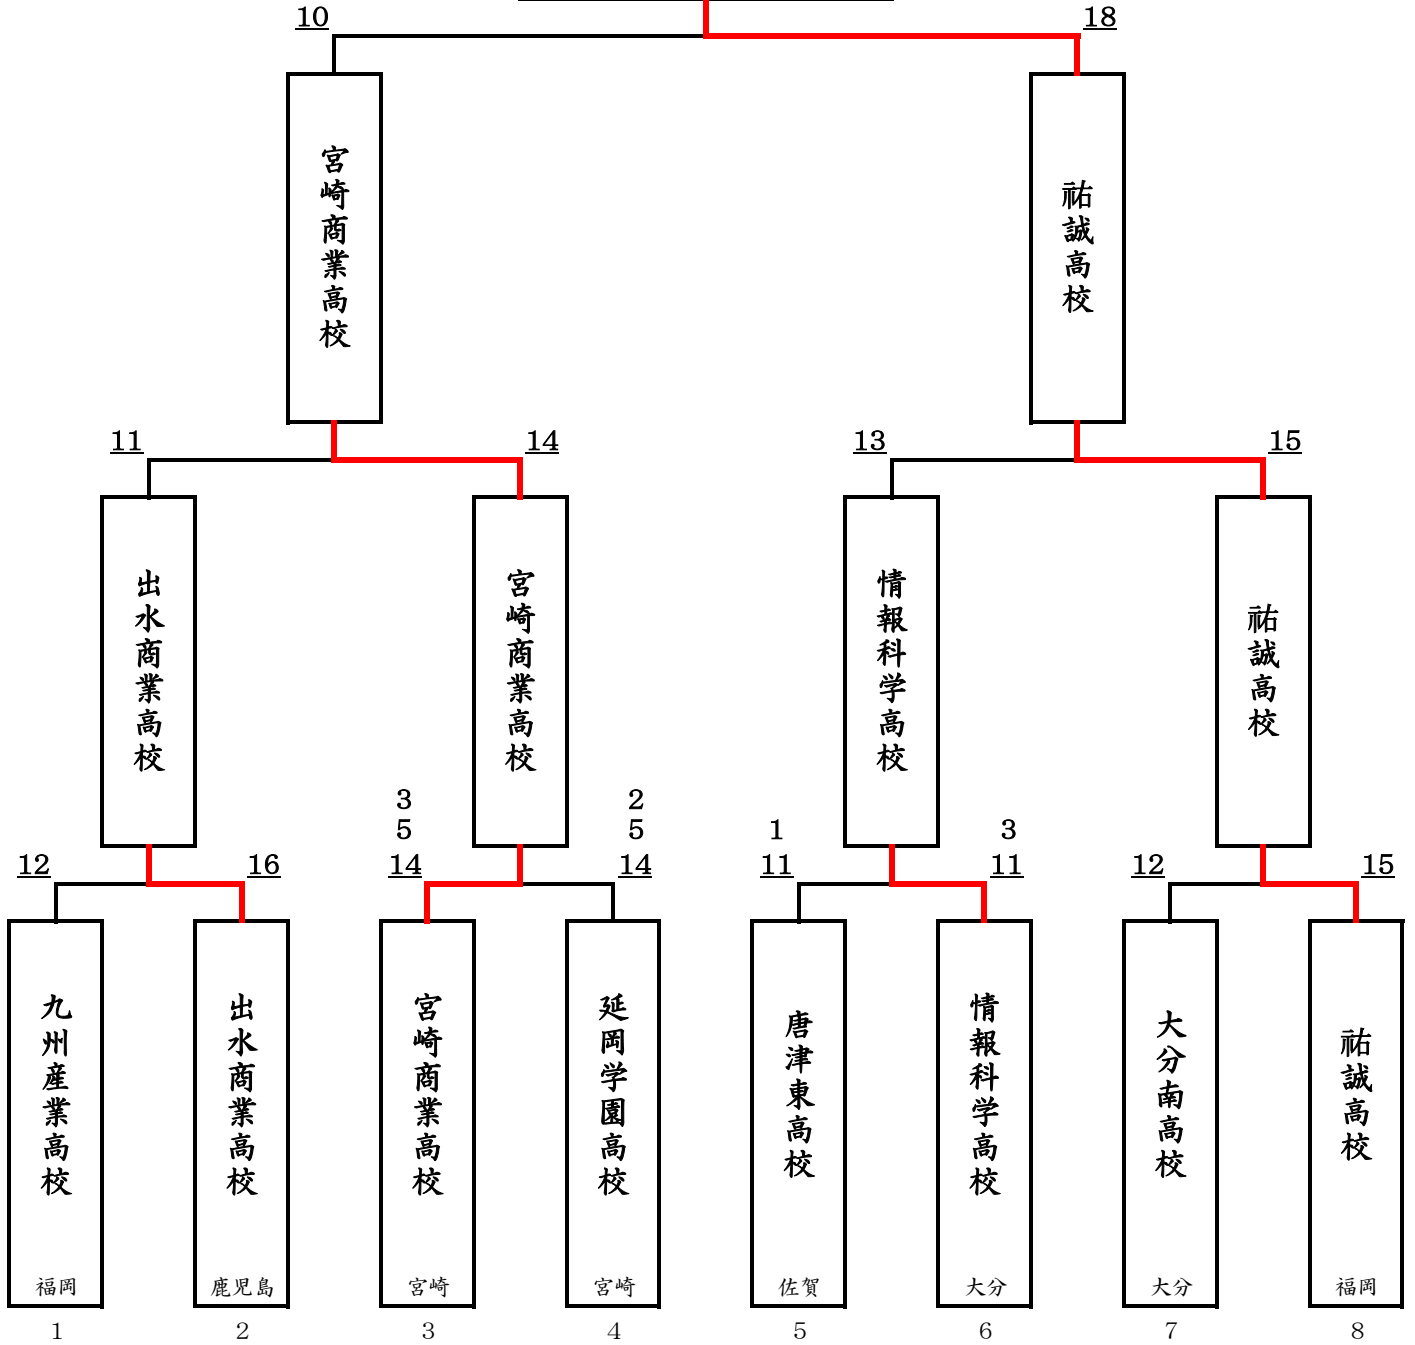 10 18
宮崎商業高校
祐誠高校
11 14 13 15
出水商業高校
宮崎商業高校
情報科学高校
祐誠高校
3 2
5 5 1 3
12 16 14 14 11 11 12 15
九州産業高校
福岡
1
出水商業高校
鹿児島
2
宮崎商業高校
宮崎
3
延岡学園高校
宮崎
4
唐津東高校
佐賀
5
情報科学高校
大分
6
大分南高校
大分
7
祐誠高校
福岡
8